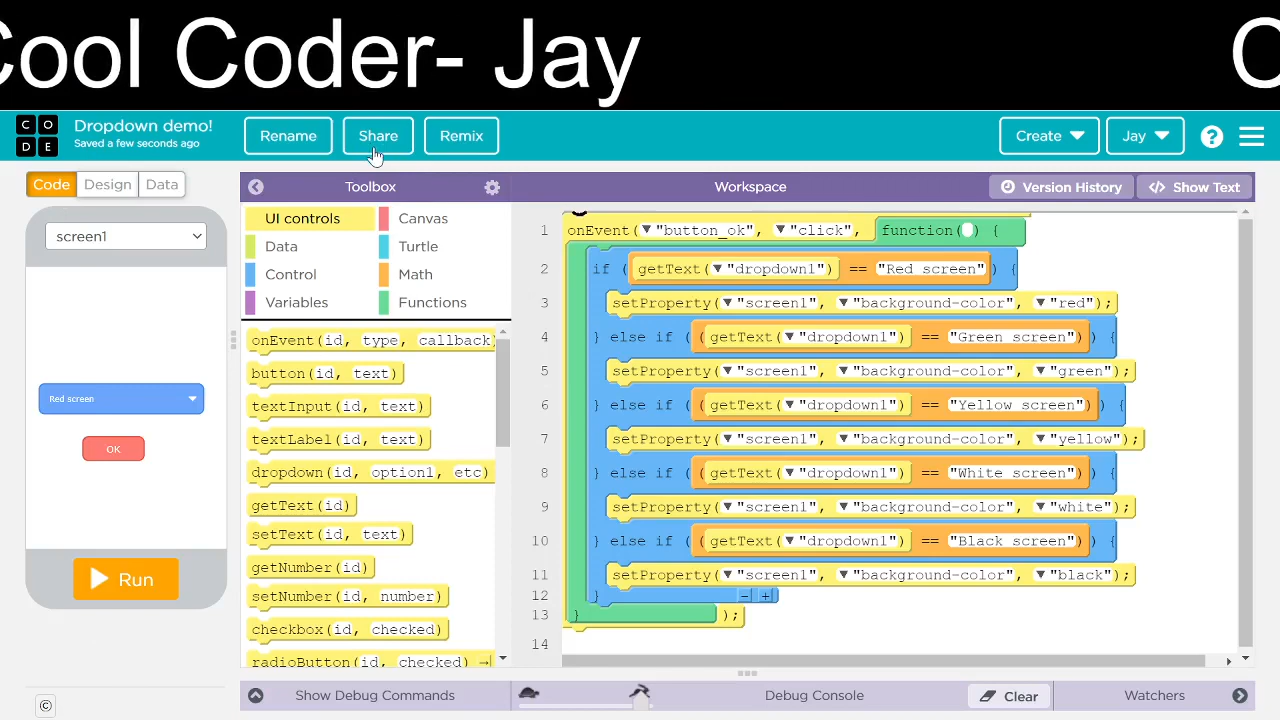 Cool Coder- Jay
C
C O D E
Dropdown demo!
Saved a few seconds ago
Rename
Share
Remix
Create
Jay
?
Code
Design
Data
Toolbox
Workspace
Version History
</> Show Text
screen1
Red screen
OK
Run
©
UI controls
Canvas
Data
Turtle
Control
Math
Variables
Functions
onEvent(id, type, callback)
button(id, text)
textInput(id, text)
textLabel(id, text)
dropdown(id, option1, etc)
getText(id)
setText(id, text)
getNumber(id)
setNumber(id, number)
checkbox(id, checked)
radioButton(id, checked)
1 onEvent(▼"button_ok", ▼"click", function( ) {
2 if (getText(▼"dropdown1") == "Red screen") {
3 setProperty(▼"screen1", ▼"background-color", ▼"red");
4 } else if ((getText(▼"dropdown1") == "Green screen")) {
5 setProperty(▼"screen1", ▼"background-color", ▼"green");
6 } else if ((getText(▼"dropdown1") == "Yellow screen")) {
7 setProperty(▼"screen1", ▼"background-color", ▼"yellow");
8 } else if ((getText(▼"dropdown1") == "White screen")) {
9 setProperty(▼"screen1", ▼"background-color", ▼"white");
10 } else if ((getText(▼"dropdown1") == "Black screen")) {
11 setProperty(▼"screen1", ▼"background-color", ▼"black");
12 } - +
13 } );
14
Show Debug Commands
Debug Console
Clear
Watchers